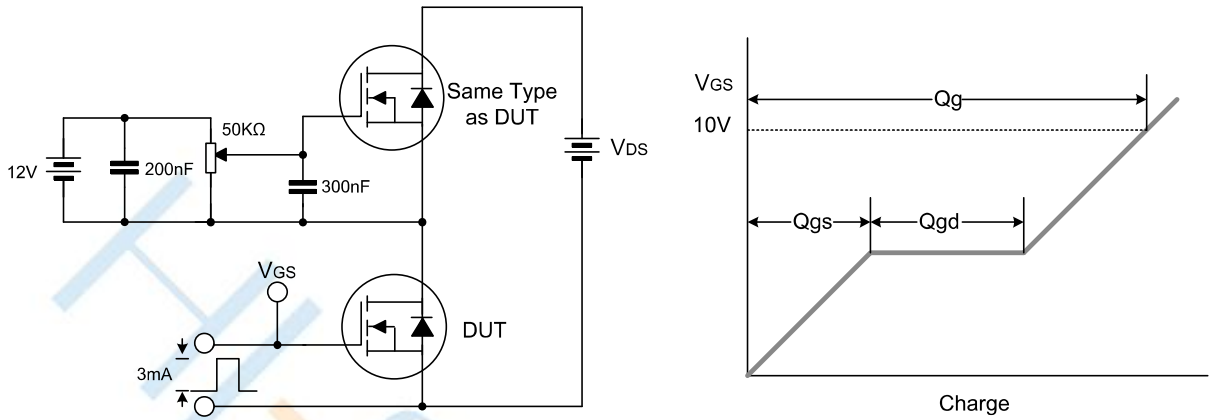 Same Type
as DUT
50KΩ
12V
200nF
300nF
VDS
VGS
DUT
3mA
VGS
10V
Qg
Qgs
Qgd
Charge